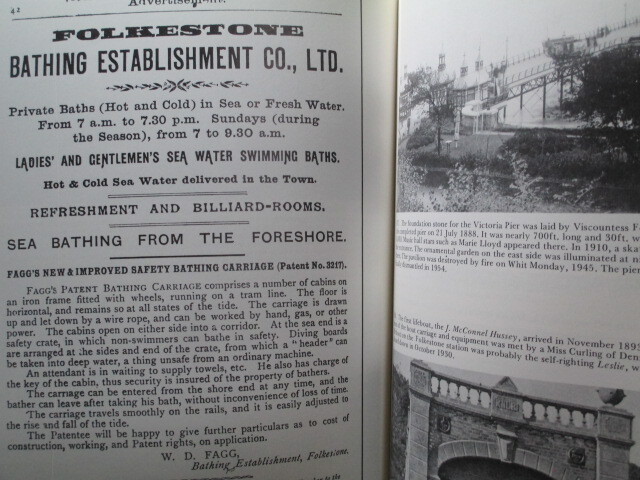 42
Advertisement.
FOLKESTONE
BATHING ESTABLISHMENT CO., LTD.
Private Baths (Hot and Cold) in Sea or Fresh Water.
From 7 a.m. to 7.30 p.m. Sundays (during
the Season), from 7 to 9.30 a.m.
LADIES' AND GENTLEMEN'S SEA WATER SWIMMING BATHS.
Hot & Cold Sea Water delivered in the Town.
REFRESHMENT AND BILLIARD-ROOMS.
SEA BATHING FROM THE FORESHORE.
FAGG'S NEW & IMPROVED SAFETY BATHING CARRIAGE (Patent No. 3217).
FAGG'S PATENT BATHING CARRIAGE comprises a number of cabins on
an iron frame fitted with wheels, running on a tram line. The floor is
horizontal, and remains so at all states of the tide. The carriage is drawn
up and let down by a wire rope, and can be worked by hand, gas, or other
power. The cabins open on either side into a corridor. At the sea end is a
safety crate, in which non-swimmers can bathe in safety. Diving boards
are arranged at the sides and end of the crate, from which a "header" can
be taken into deep water, a thing unsafe from an ordinary machine.
An attendant is in waiting to supply towels, etc. He also has charge of
the key of the cabin, thus security is insured of the property of bathers.
The carriage can be entered from the shore end at any time, and the
bather can leave after taking his bath, without inconvenience of loss of time.
The carriage travels smoothly on the rails, and it is easily adjusted to
the rise and fall of the tide.
The Patentee will be happy to give further particulars as to cost of
construction, working, and Patent rights, on application.
W. D. FAGG,
Bathing Establishment, Folkestone.
The foundation stone for the Victoria Pier was laid by Viscountess
pier on 21 July 1888. It was nearly 700ft. long and 30ft.
Music hall stars such as Marie Lloyd appeared there. In 1910, a
The ornamental garden on the east side was illuminated at
The pavilion was destroyed by fire on Whit Monday, 1945. The
dismantled in 1954.
lifeboat, the J. McConnel Hussey, arrived in November
of the boat carriage and equipment was met by a Miss Curling of
on the Folkestone station was probably the self-righting Leslie,
in October 1930.